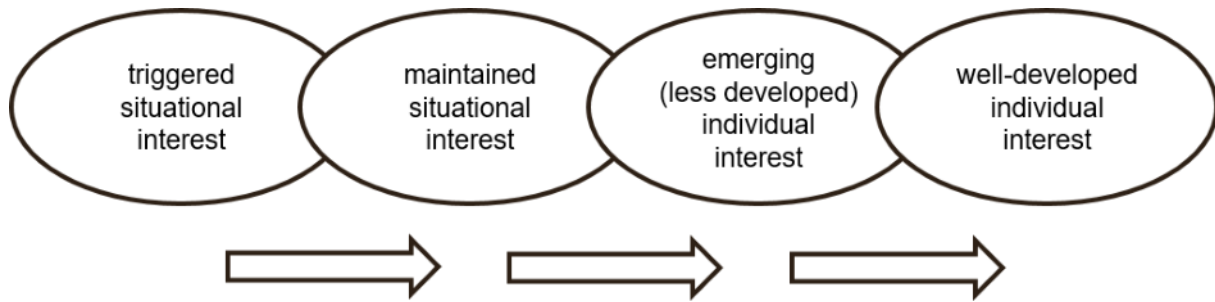 triggered
situational
interest
maintained
situational
interest
emerging
(less developed)
individual
interest
well-developed
individual
interest